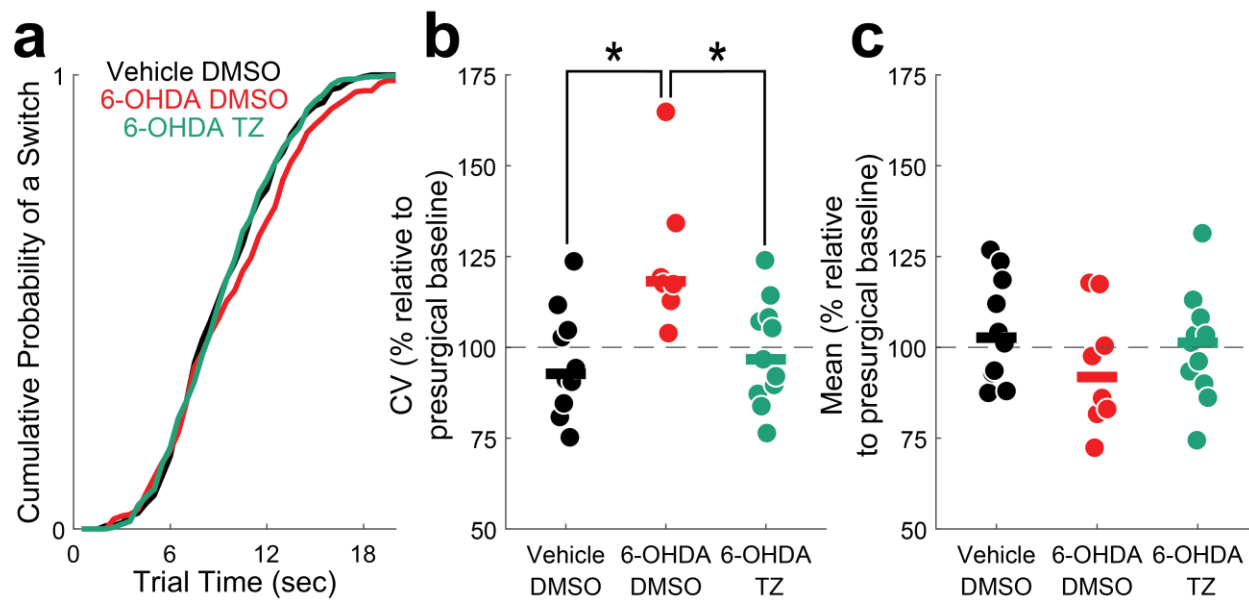 a
Vehicle DMSO
6-OHDA DMSO
6-OHDA TZ
Cumulative Probability of a Switch
1
0
0
6
12
18
Trial Time (sec)
b
*
*
CV (% relative to
presurgical baseline)
175
150
125
100
75
50
Vehicle
DMSO
6-OHDA
DMSO
6-OHDA
TZ
c
Mean (% relative
to presurgical baseline)
175
150
125
100
75
50
Vehicle
DMSO
6-OHDA
DMSO
6-OHDA
TZ